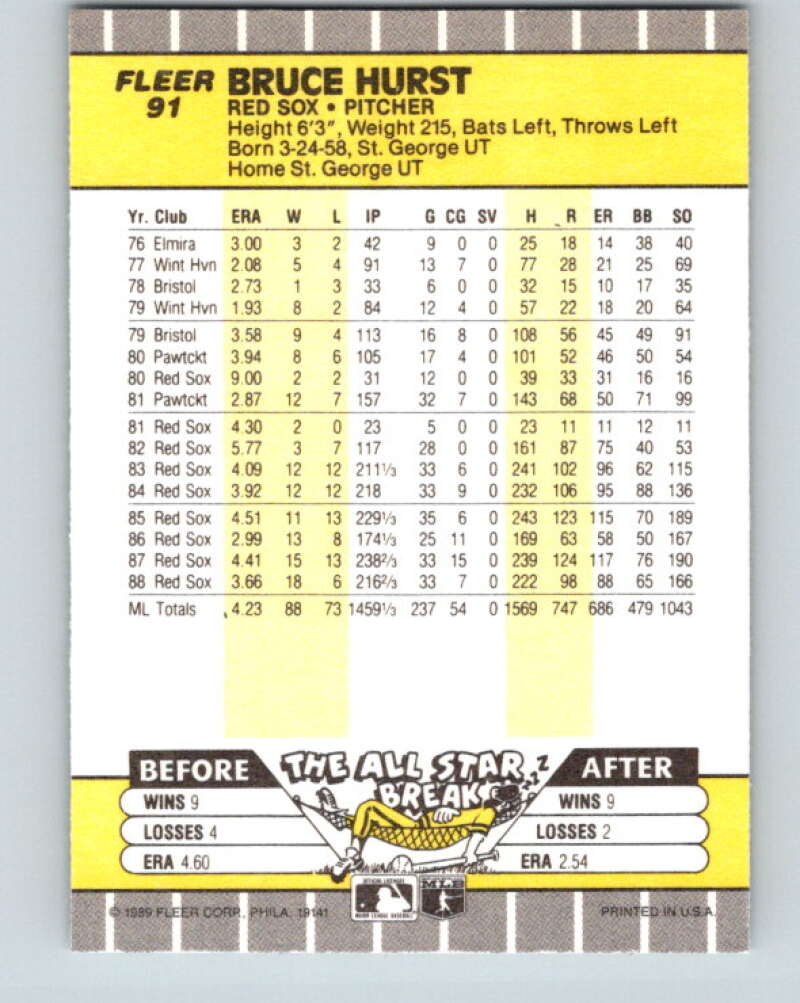 FLEER
91
BRUCE HURST
RED SOX • PITCHER
Height 6'3", Weight 215, Bats Left, Throws Left
Born 3-24-58, St. George UT
Home St. George UT
Yr. Club ERA W L IP G CG SV H R ER BB SO
76 Elmira 3.00 3 2 42 9 0 0 25 18 14 38 40
77 Wint Hvn 2.08 5 4 91 13 7 0 77 28 21 25 69
78 Bristol 2.73 1 3 33 6 0 0 32 15 10 17 35
79 Wint Hvn 1.93 8 2 84 12 4 0 57 22 18 20 64
79 Bristol 3.58 9 4 113 16 8 0 108 56 45 49 91
80 Pawtckt 3.94 8 6 105 17 4 0 101 52 46 50 54
80 Red Sox 9.00 2 2 31 12 0 0 39 33 31 16 16
81 Pawtckt 2.87 12 7 157 32 7 0 143 68 50 71 99
81 Red Sox 4.30 2 0 23 5 0 0 23 11 11 12 11
82 Red Sox 5.77 3 7 117 28 0 0 161 87 75 40 53
83 Red Sox 4.09 12 12 211⅓ 33 6 0 241 102 96 62 115
84 Red Sox 3.92 12 12 218 33 9 0 232 106 95 88 136
85 Red Sox 4.51 11 13 229⅓ 35 6 0 243 123 115 70 189
86 Red Sox 2.99 13 8 174⅓ 25 11 0 169 63 58 50 167
87 Red Sox 4.41 15 13 238⅔ 33 15 0 239 124 117 76 190
88 Red Sox 3.66 18 6 216⅔ 33 7 0 222 98 88 65 166
ML Totals 4.23 88 73 1459⅓ 237 54 0 1569 747 686 479 1043
BEFORE THE ALL STAR BREAK ZZZ AFTER
WINS 9 WINS 9
LOSSES 4 LOSSES 2
ERA 4.60 ERA 2.54
OFFICIAL LICENSEE
MAJOR LEAGUE BASEBALL
MLB
© 1989 FLEER CORP., PHILA. 19141 PRINTED IN U.S.A.